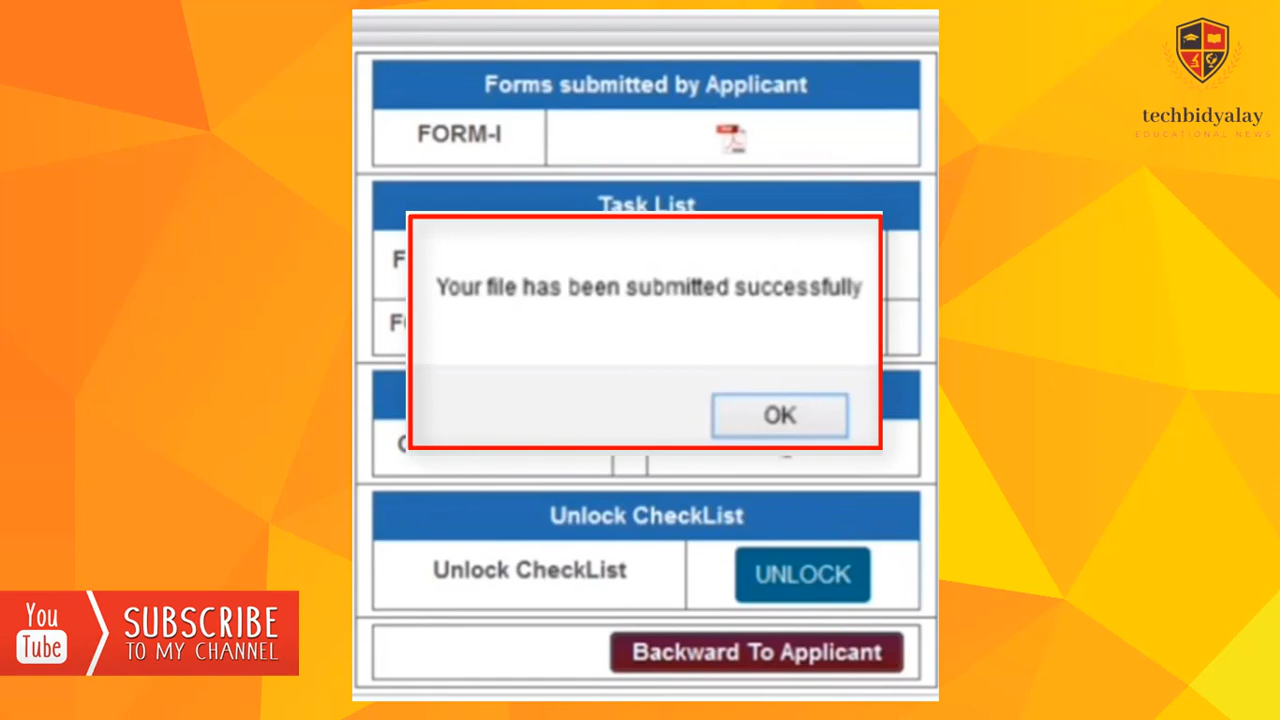 Forms submitted by Applicant
FORM-I
techbidyalay
EDUCATIONAL NEWS
Task List
Your file has been submitted successfully
OK
Unlock CheckList
Unlock CheckList
UNLOCK
You
Tube
SUBSCRIBE
TO MY CHANNEL
Backward To Applicant